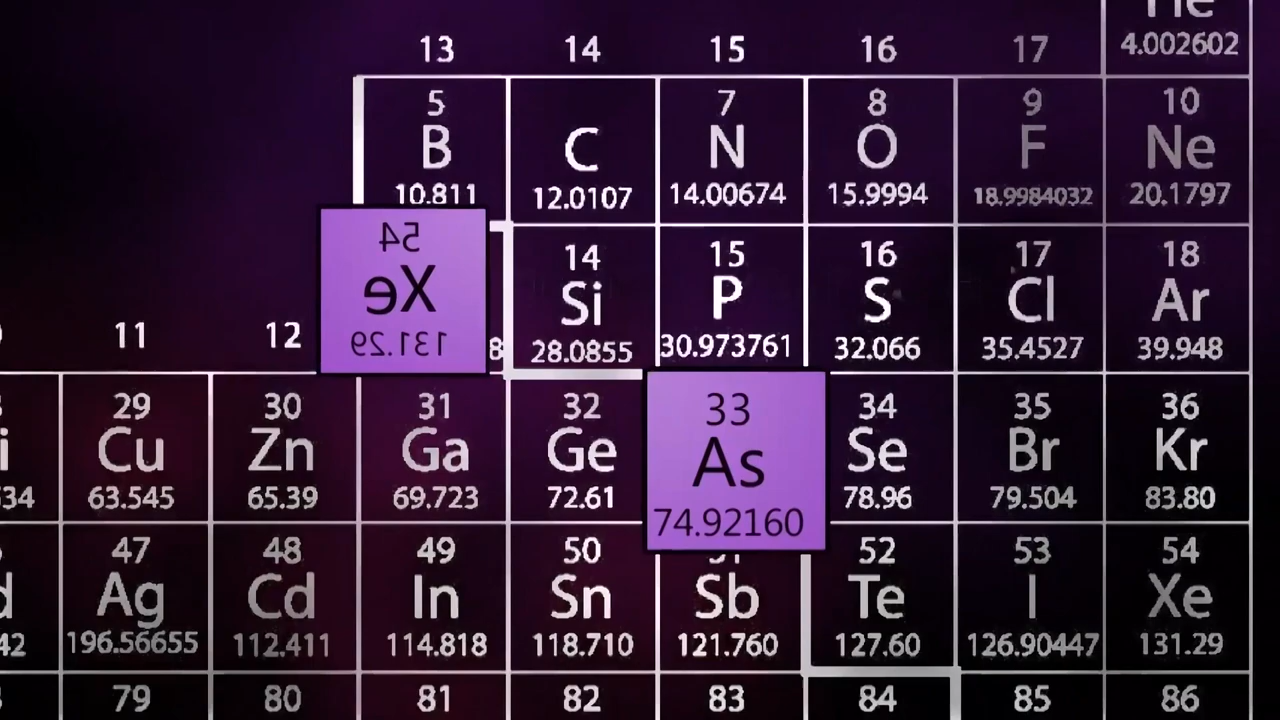 He
4.002602
13 14 15 16 17
5 7 8 9 10
B C N O F Ne
10.811 12.0107 14.00674 15.9994 18.9984032 20.1797
54
Xe
131.29
14 15 16 17 18
Si P S Cl Ar
28.0855 30.973761 32.066 35.4527 39.948
11 12
29 30 31 32 33 34 35 36
Cu Zn Ga Ge As Se Br Kr
63.545 65.39 69.723 72.61 74.92160 78.96 79.504 83.80
47 48 49 50 51 52 53 54
Ag Cd In Sn Sb Te I Xe
196.56655 112.411 114.818 118.710 121.760 127.60 126.90447 131.29
79 80 81 82 83 84 85 86